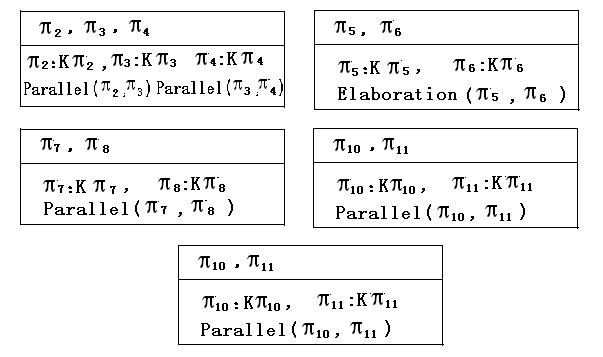 π2, π3, π4
π2:Kπ2, π3:Kπ3 π4:Kπ4
Parallel(π2,π3) Parallel(π3,π4)
π5, π6
π5:Kπ5, π6:Kπ6
Elaboration(π5, π6)
π7, π8
π7:Kπ7, π8:Kπ8
Parallel(π7, π8)
π10, π11
π10:Kπ10, π11:Kπ11
Parallel(π10, π11)
π10, π11
π10:Kπ10, π11:Kπ11
Parallel(π10, π11)